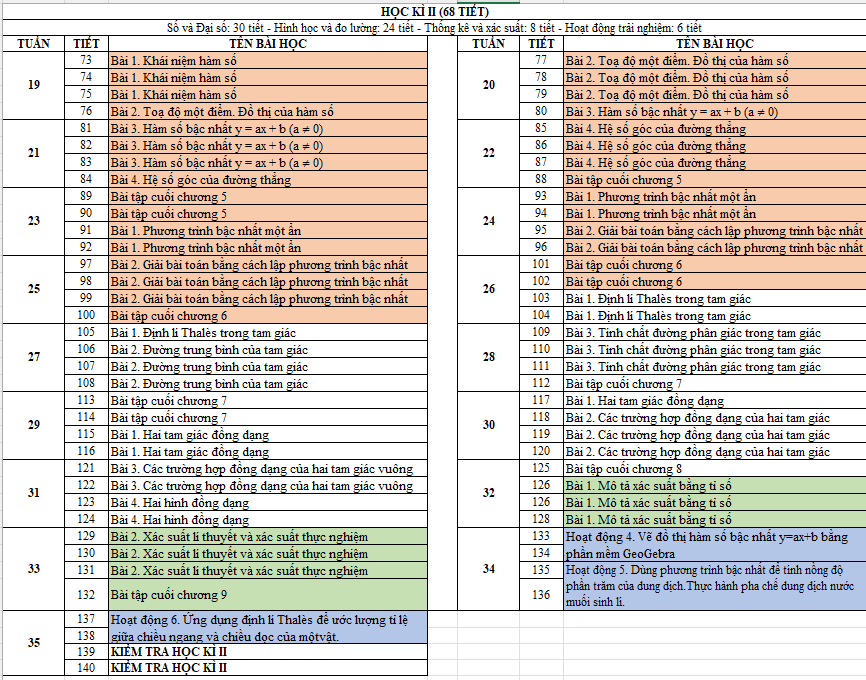 HỌC KÌ II (68 TIẾT)
Số và Đại số: 30 tiết - Hình học và đo lường: 24 tiết - Thống kê và xác suất: 8 tiết - Hoạt động trải nghiệm: 6 tiết
TUẦN TIẾT TÊN BÀI HỌC TUẦN TIẾT TÊN BÀI HỌC
19
73 Bài 1. Khái niệm hàm số
74 Bài 1. Khái niệm hàm số
75 Bài 1. Khái niệm hàm số
76 Bài 2. Toạ độ một điểm. Đồ thị của hàm số
20
77 Bài 2. Toạ độ một điểm. Đồ thị của hàm số
78 Bài 2. Toạ độ một điểm. Đồ thị của hàm số
79 Bài 2. Toạ độ một điểm. Đồ thị của hàm số
80 Bài 3. Hàm số bậc nhất y = ax + b (a ≠ 0)
21
81 Bài 3. Hàm số bậc nhất y = ax + b (a ≠ 0)
82 Bài 3. Hàm số bậc nhất y = ax + b (a ≠ 0)
83 Bài 3. Hàm số bậc nhất y = ax + b (a ≠ 0)
84 Bài 4. Hệ số góc của đường thẳng
22
85 Bài 4. Hệ số góc của đường thẳng
86 Bài 4. Hệ số góc của đường thẳng
87 Bài 4. Hệ số góc của đường thẳng
88 Bài tập cuối chương 5
23
89 Bài tập cuối chương 5
90 Bài tập cuối chương 5
91 Bài 1. Phương trình bậc nhất một ẩn
92 Bài 1. Phương trình bậc nhất một ẩn
24
93 Bài 1. Phương trình bậc nhất một ẩn
94 Bài 1. Phương trình bậc nhất một ẩn
95 Bài 2. Giải bài toán bằng cách lập phương trình bậc nhất
96 Bài 2. Giải bài toán bằng cách lập phương trình bậc nhất
25
97 Bài 2. Giải bài toán bằng cách lập phương trình bậc nhất
98 Bài 2. Giải bài toán bằng cách lập phương trình bậc nhất
99 Bài 2. Giải bài toán bằng cách lập phương trình bậc nhất
100 Bài tập cuối chương 6
26
101 Bài tập cuối chương 6
102 Bài tập cuối chương 6
103 Bài 1. Định lí Thalès trong tam giác
104 Bài 1. Định lí Thalès trong tam giác
27
105 Bài 1. Định lí Thalès trong tam giác
106 Bài 2. Đường trung bình của tam giác
107 Bài 2. Đường trung bình của tam giác
108 Bài 2. Đường trung bình của tam giác
28
109 Bài 3. Tính chất đường phân giác trong tam giác
110 Bài 3. Tính chất đường phân giác trong tam giác
111 Bài 3. Tính chất đường phân giác trong tam giác
112 Bài tập cuối chương 7
29
113 Bài tập cuối chương 7
114 Bài tập cuối chương 7
115 Bài 1. Hai tam giác đồng dạng
116 Bài 1. Hai tam giác đồng dạng
30
117 Bài 1. Hai tam giác đồng dạng
118 Bài 2. Các trường hợp đồng dạng của hai tam giác
119 Bài 2. Các trường hợp đồng dạng của hai tam giác
120 Bài 2. Các trường hợp đồng dạng của hai tam giác
31
121 Bài 3. Các trường hợp đồng dạng của hai tam giác vuông
122 Bài 3. Các trường hợp đồng dạng của hai tam giác vuông
123 Bài 4. Hai hình đồng dạng
124 Bài 4. Hai hình đồng dạng
32
125 Bài tập cuối chương 8
126 Bài 1. Mô tả xác suất bằng tỉ số
126 Bài 1. Mô tả xác suất bằng tỉ số
128 Bài 1. Mô tả xác suất bằng tỉ số
33
129 Bài 2. Xác suất lí thuyết và xác suất thực nghiệm
130 Bài 2. Xác suất lí thuyết và xác suất thực nghiệm
131 Bài 2. Xác suất lí thuyết và xác suất thực nghiệm
132 Bài tập cuối chương 9
34
133 Hoạt động 4. Vẽ đồ thị hàm số bậc nhất y=ax+b bằng
134 phần mềm GeoGebra
135 Hoạt động 5. Dùng phương trình bậc nhất để tính nồng độ
phần trăm của dung dịch.Thực hành pha chế dung dịch nước
136 muối sinh lí.
35
137 Hoạt động 6. Ứng dụng định lí Thalès để ước lượng tỉ lệ
138 giữa chiều ngang và chiều dọc của mộtvật.
139 KIỂM TRA HỌC KÌ II
140 KIỂM TRA HỌC KÌ II